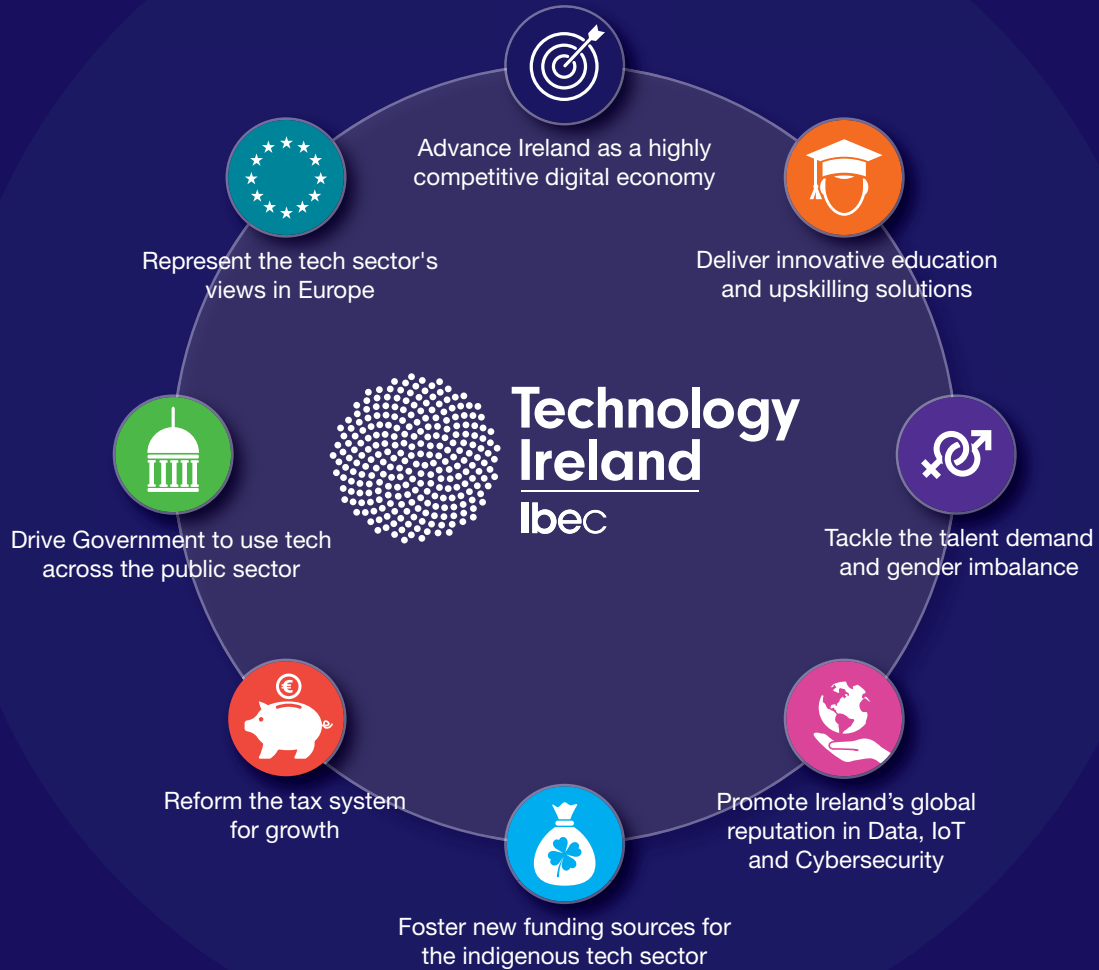 Advance Ireland as a highly
competitive digital economy
Deliver innovative education
and upskilling solutions
Tackle the talent demand
and gender imbalance
Promote Ireland’s global
reputation in Data, IoT
and Cybersecurity
Foster new funding sources for
the indigenous tech sector
Reform the tax system
for growth
Drive Government to use tech
across the public sector
Represent the tech sector's
views in Europe
Technology
Ireland
Ibec
€